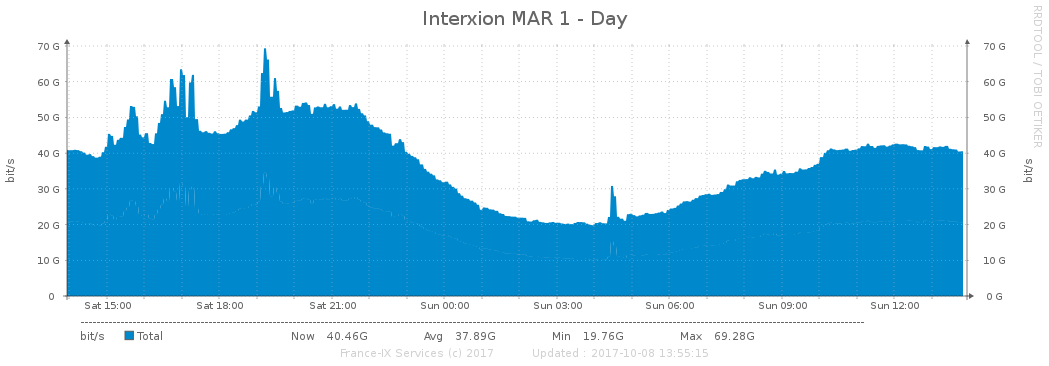 Interxion MAR 1 - Day
RRDTOOL / TOBI OETIKER
bit/s
bit/s
70 G 70 G
60 G 60 G
50 G 50 G
40 G 40 G
30 G 30 G
20 G 20 G
10 G 10 G
0 0 G
Sat 15:00 Sat 18:00 Sat 21:00 Sun 00:00 Sun 03:00 Sun 06:00 Sun 09:00 Sun 12:00
bit/s Total Now 40.46G Avg 37.89G Min 19.76G Max 69.28G
France-IX Services (c) 2017 Updated : 2017-10-08 13:55:15